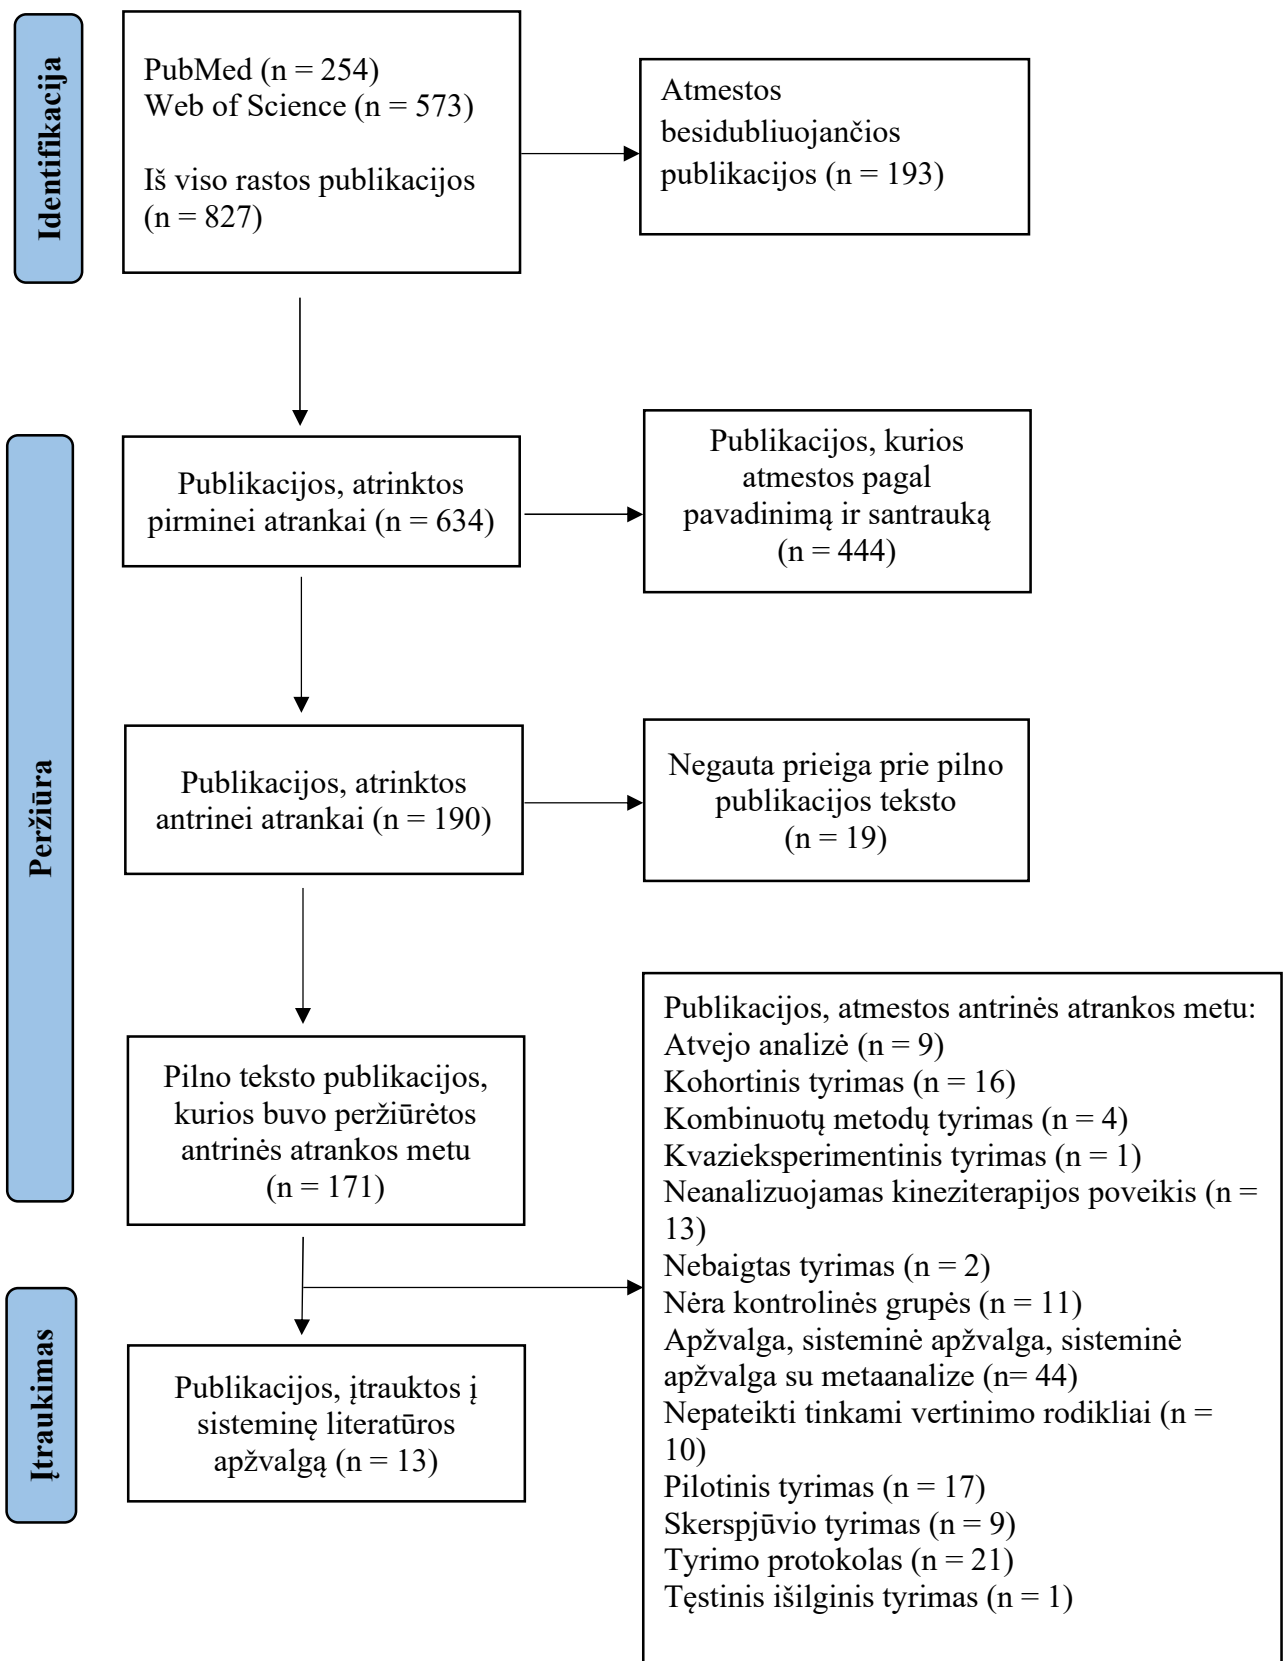 Identifikacija
PubMed (n = 254)
Web of Science (n = 573)
Iš viso rastos publikacijos
(n = 827)
Atmestos
besidubliuojančios
publikacijos (n = 193)
Peržiūra
Publikacijos, atrinktos
pirminei atrankai (n = 634)
Publikacijos, kurios
atmestos pagal
pavadinimą ir santrauką
(n = 444)
Publikacijos, atrinktos
antrinei atrankai (n = 190)
Negauta prieiga prie pilno
publikacijos teksto
(n = 19)
Pilno teksto publikacijos,
kurios buvo peržiūrėtos
antrinės atrankos metu
(n = 171)
Publikacijos, atmestos antrinės atrankos metu:
Atvejo analizė (n = 9)
Kohortinis tyrimas (n = 16)
Kombinuotų metodų tyrimas (n = 4)
Kvazieksperimentinis tyrimas (n = 1)
Neanalizuojamas kineziterapijos poveikis (n =
13)
Nebaigtas tyrimas (n = 2)
Nėra kontrolinės grupės (n = 11)
Apžvalga, sisteminė apžvalga, sisteminė
apžvalga su metaanalize (n= 44)
Nepateikti tinkami vertinimo rodikliai (n =
10)
Pilotinis tyrimas (n = 17)
Skerspjūvio tyrimas (n = 9)
Tyrimo protokolas (n = 21)
Tęstinis išilginis tyrimas (n = 1)
Įtraukimas
Publikacijos, įtrauktos į
sisteminę literatūros
apžvalgą (n = 13)